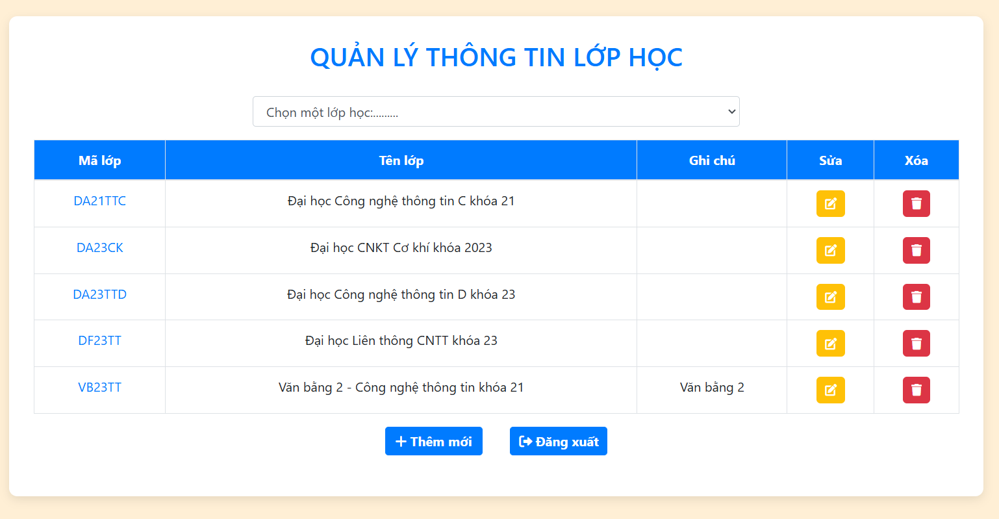 QUẢN LÝ THÔNG TIN LỚP HỌC
Chọn một lớp học:.........
Mã lớp Tên lớp Ghi chú Sửa Xóa
DA21TTC Đại học Công nghệ thông tin C khóa 21
DA23CK Đại học CNKT Cơ khí khóa 2023
DA23TTD Đại học Công nghệ thông tin D khóa 23
DF23TT Đại học Liên thông CNTT khóa 23
VB23TT Văn bằng 2 - Công nghệ thông tin khóa 21 Văn bằng 2
Thêm mới Đăng xuất